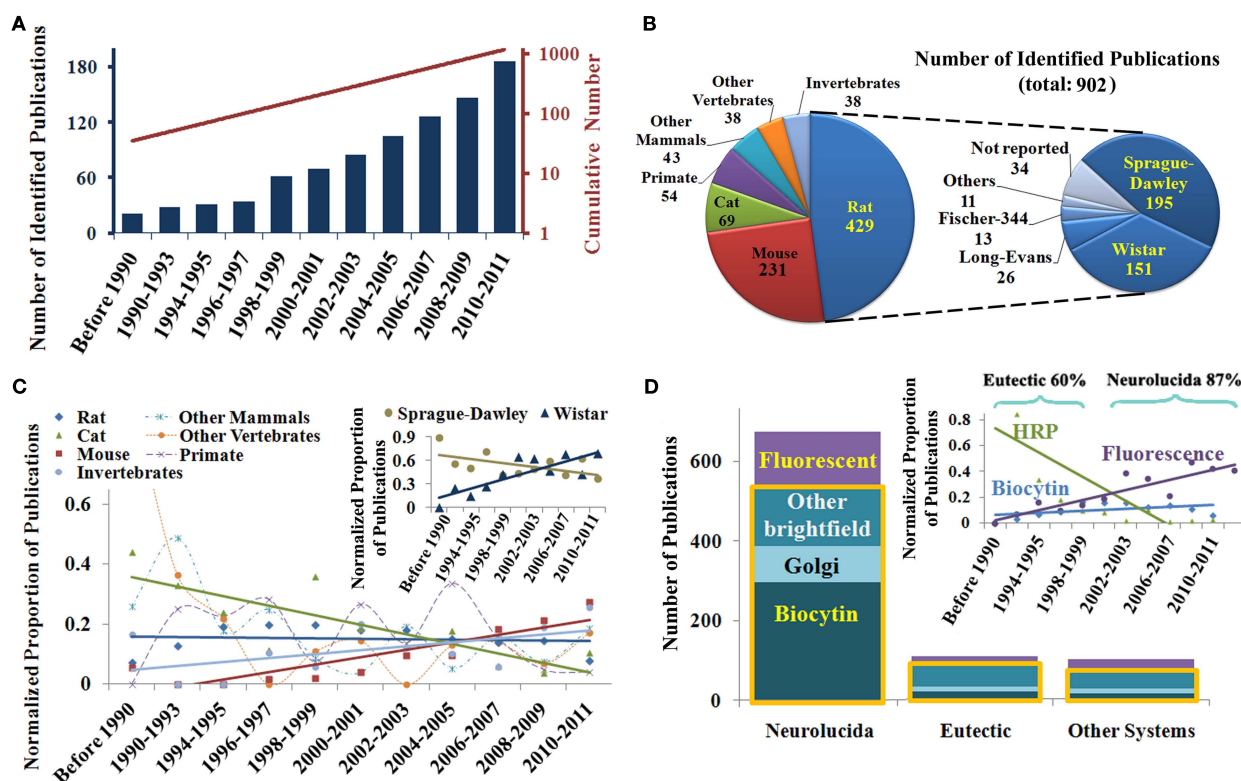 A
Number of Identified Publications
180
120
60
0
1000
100
10
1
Cumulative Number
Before 1990
1990-1993
1994-1995
1996-1997
1998-1999
2000-2001
2002-2003
2004-2005
2006-2007
2008-2009
2010-2011
B
Number of Identified Publications
(total: 902)
Other
Vertebrates
38
Invertebrates
38
Other
Mammals
43
Primate
54
Cat
69
Mouse
231
Rat
429
Not reported
34
Others
11
Fischer-344
13
Long-Evans
26
Sprague-
Dawley
195
Wistar
151
C
Rat
Cat
Mouse
Invertebrates
Other Mammals
Other Vertebrates
Primate
Normalized Proportion of Publications
0.6
0.4
0.2
0
Before 1990
1990-1993
1994-1995
1996-1997
1998-1999
2000-2001
2002-2003
2004-2005
2006-2007
2008-2009
2010-2011
Sprague-Dawley
Wistar
Normalized Proportion
of Publications
0.9
0.6
0.3
0
Before 1990
1994-1995
1998-1999
2002-2003
2006-2007
2010-2011
D
Number of Publications
600
400
200
0
Fluorescent
Other
brightfield
Golgi
Biocytin
Neurolucida
Eutectic
Other Systems
Eutectic 60%
Neurolucida 87%
Normalized Proportion
of Publications
0.8
0.6
0.4
0.2
0
HRP
Fluorescence
Biocytin
Before 1990
1994-1995
1998-1999
2002-2003
2006-2007
2010-2011